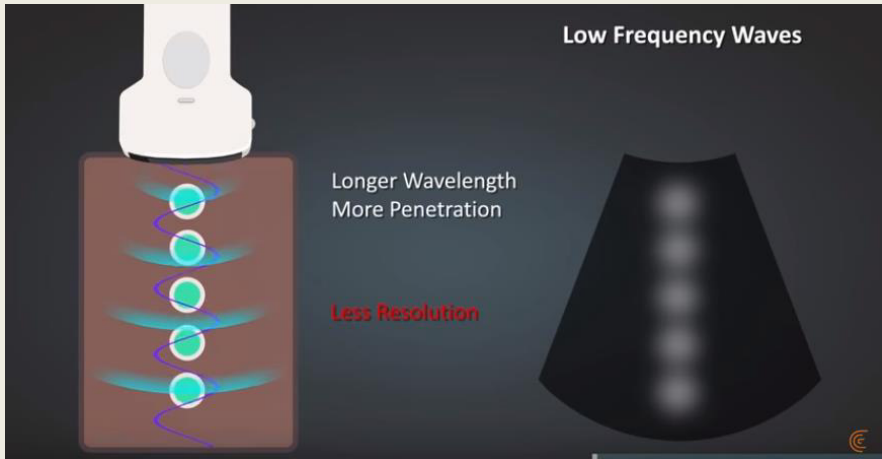 Low Frequency Waves
Longer Wavelength
More Penetration
Less Resolution